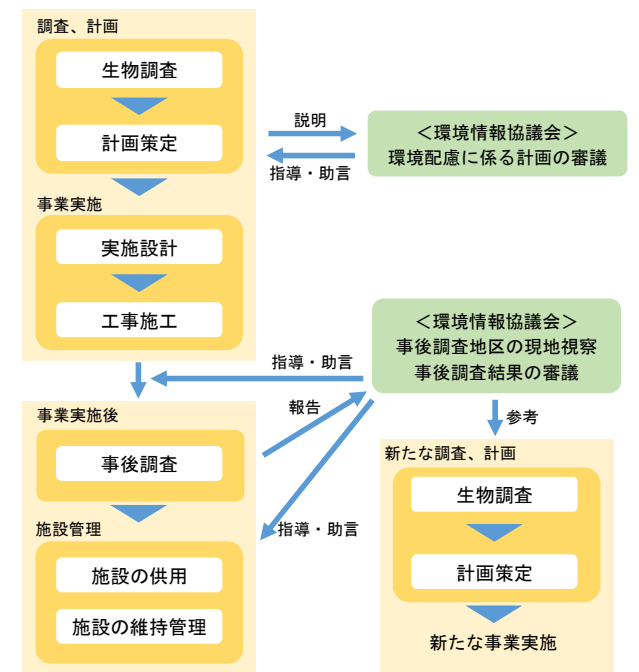 調査、計画
生物調査
計画策定
説明
指導・助言
＜環境情報協議会＞
環境配慮に係る計画の審議
事業実施
実施設計
工事施工
指導・助言
＜環境情報協議会＞
事後調査地区の現地視察
事後調査結果の審議
事業実施後
報告
事後調査
施設管理
指導・助言
施設の供用
施設の維持管理
参考
新たな調査、計画
生物調査
計画策定
新たな事業実施